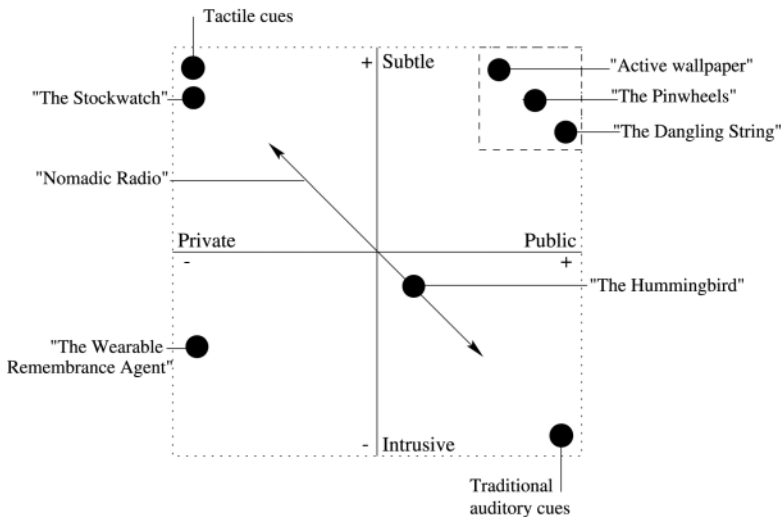 Tactile cues
+ Subtle
"Active wallpaper"
"The Stockwatch"
"The Pinwheels"
"The Dangling String"
"Nomadic Radio"
Private
Public
-
+
"The Hummingbird"
"The Wearable
Remembrance Agent"
- Intrusive
Traditional
auditory cues